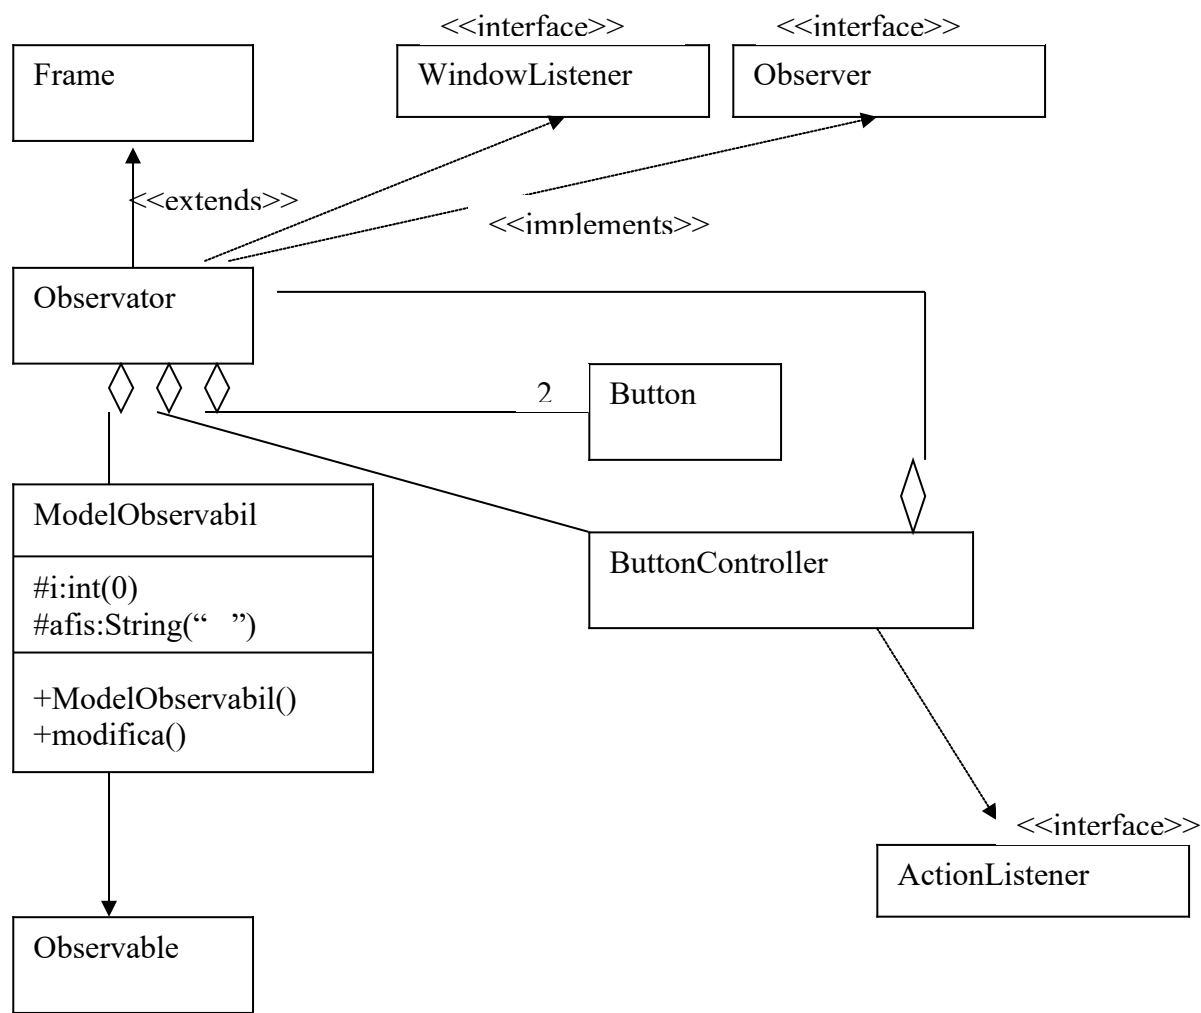 <<interface>>
<<interface>>
Frame
WindowListener
Observer
<<extends>>
<<implements>>
Observator
2
Button
ModelObservabil
ButtonController
#i:int(0)
#afis:String(“   ”)
+ModelObservabil()
+modifica()
<<interface>>
ActionListener
Observable